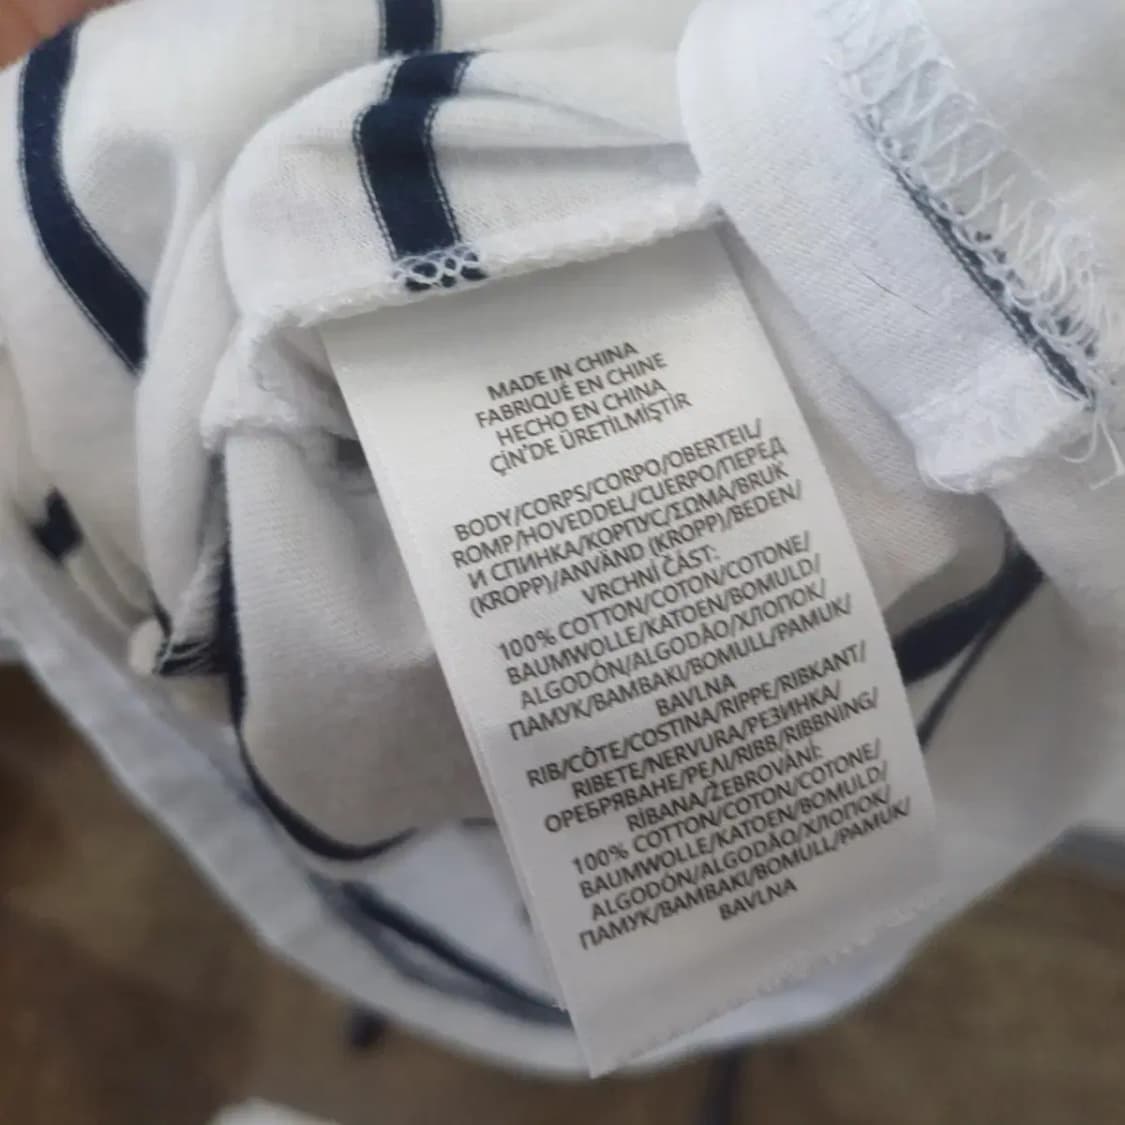 MADE IN CHINA
FABRIQUÉ EN CHINE
HECHO EN CHINA
ÇİN'DE ÜRETİLMİŞTİR
BODY/CORPS/CORPO/OBERTEIL/
ROMP/HOVEDDEL/CUERPO/ПЕРЕД
И СПИНКА/КОРПУС/ΣΩΜΑ/BRUK
(KROPP)/ANVÄND (KROPP)/BEDEN/
VRCHNÍ ČÁST:
100% COTTON/COTON/COTONE/
BAUMWOLLE/KATOEN/BOMULD/
ALGODÓN/ALGODÃO/ХЛОПОК/
ПАМУК/ΒΑΜΒΑΚΙ/BOMULL/PAMUK/
BAVLNA
RIB/CÔTE/COSTINA/RIPPE/RIBKANT/
RIBETE/NERVURA/РЕЗИНКА/
ОРЕБРЯВАНЕ/ΡΕΛΙ/RIBB/RIBBNING/
RİBANA/ŽEBROVÁNÍ:
100% COTTON/COTON/COTONE/
BAUMWOLLE/KATOEN/BOMULD/
ALGODÓN/ALGODÃO/ХЛОПОК/
ПАМУК/ΒΑΜΒΑΚΙ/BOMULL/PAMUK/
BAVLNA